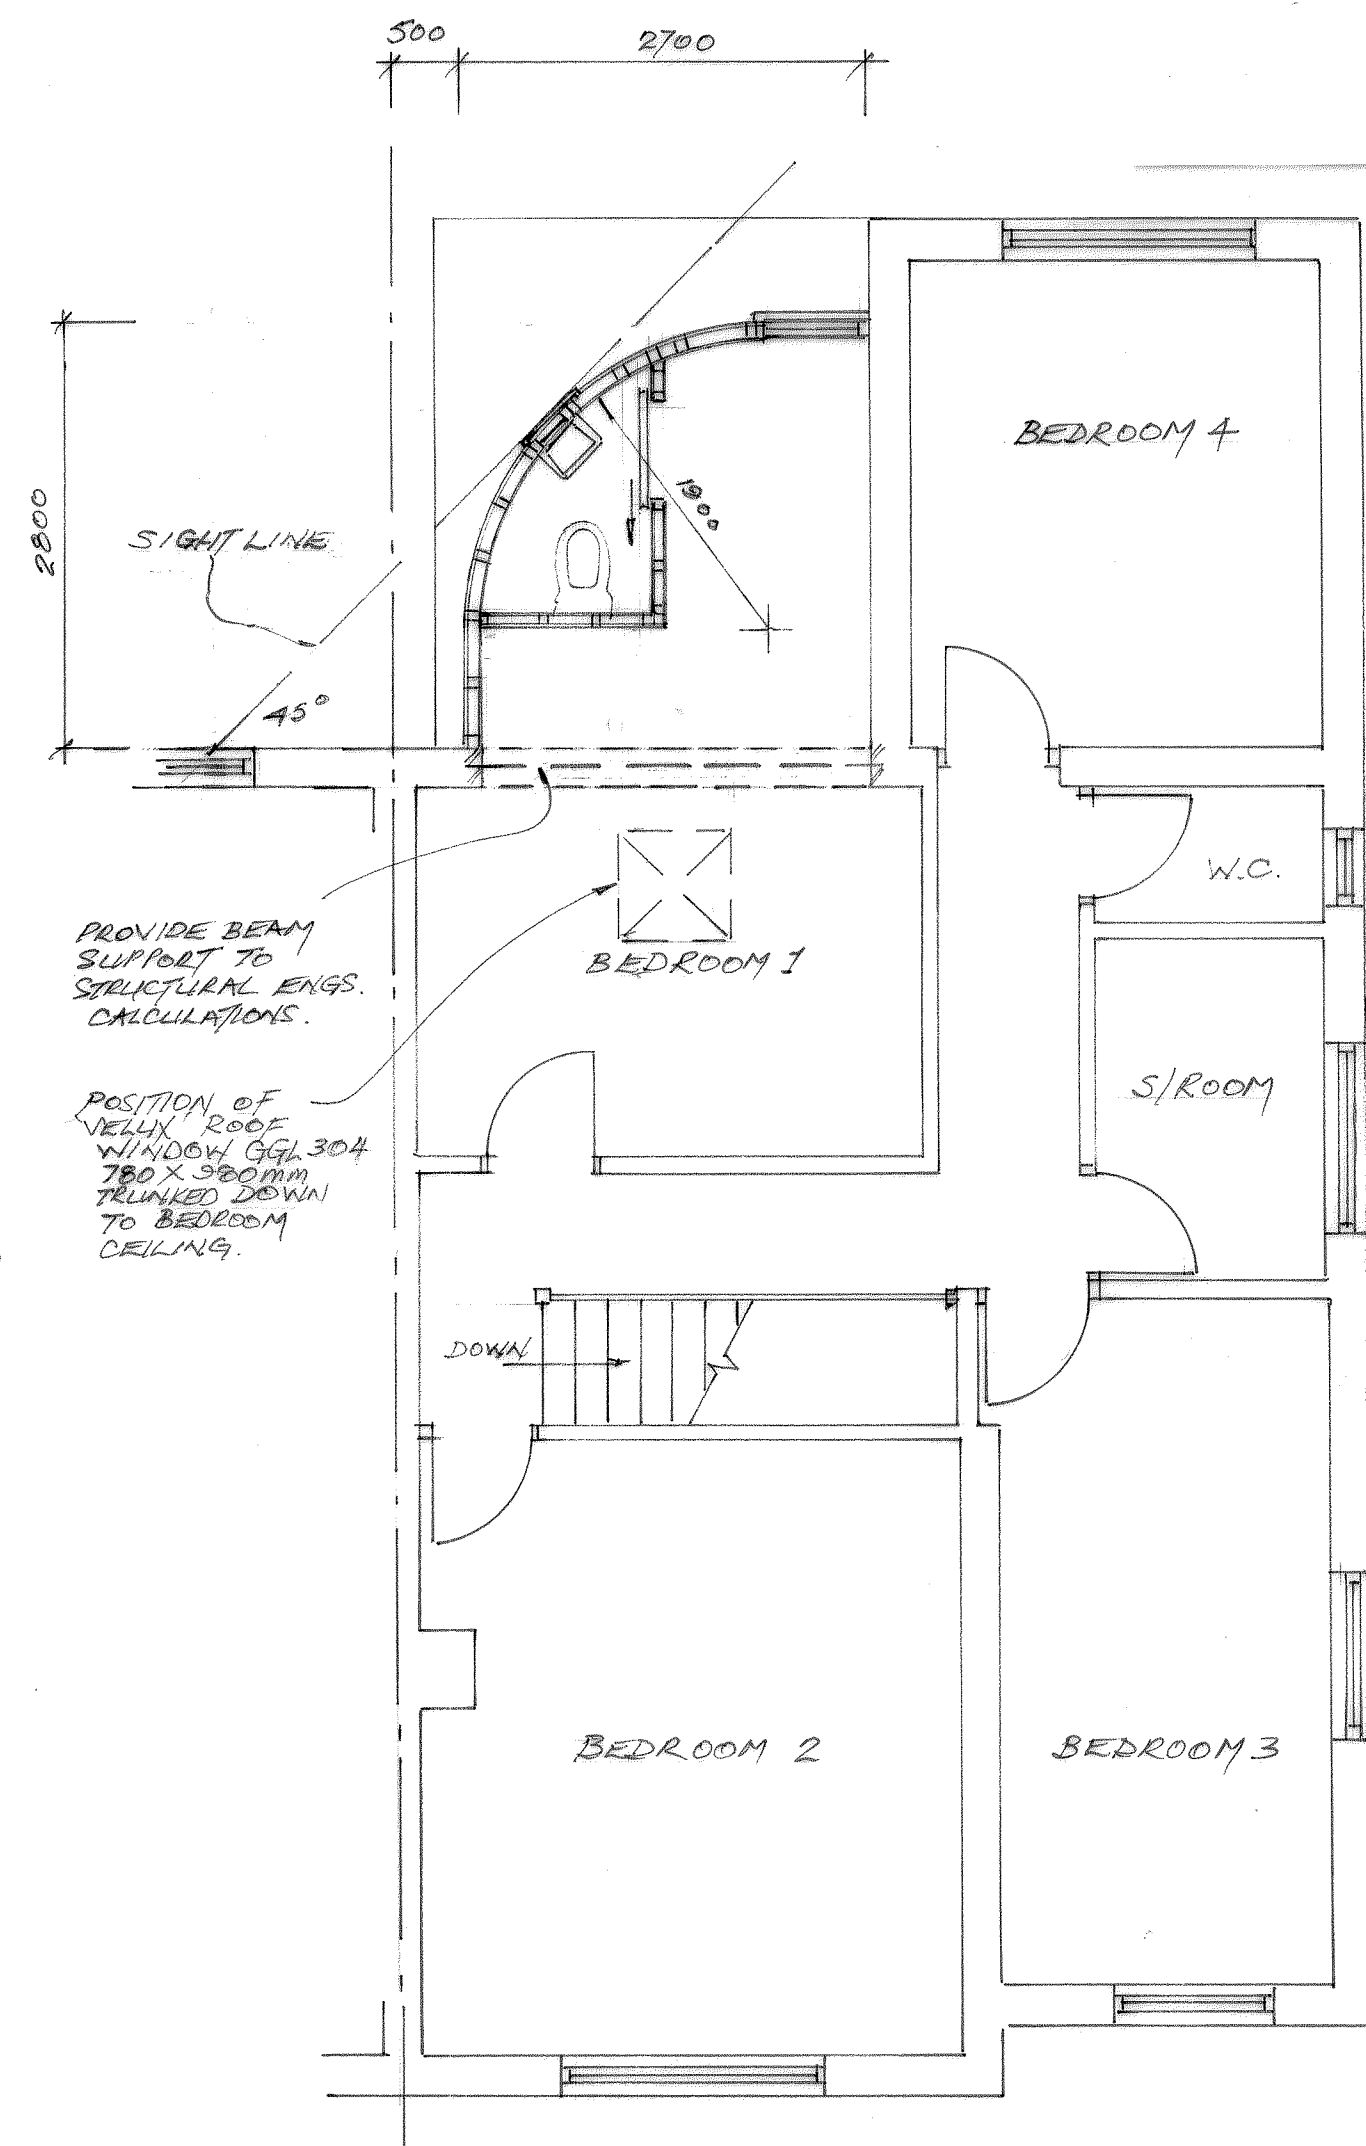 500
2700
BEDROOM 4
2800
SIGHT LINE
1900
45°
W.C.
PROVIDE BEAM
SUPPORT TO
STRUCTURAL ENGS.
CALCULATIONS.
BEDROOM 1
S/ROOM
POSITION OF
'VELUX' ROOF
WINDOW GGL 304
780 X 980mm
TRUNKED DOWN
TO BEDROOM
CEILING.
DOWN
BEDROOM 2
BEDROOM 3